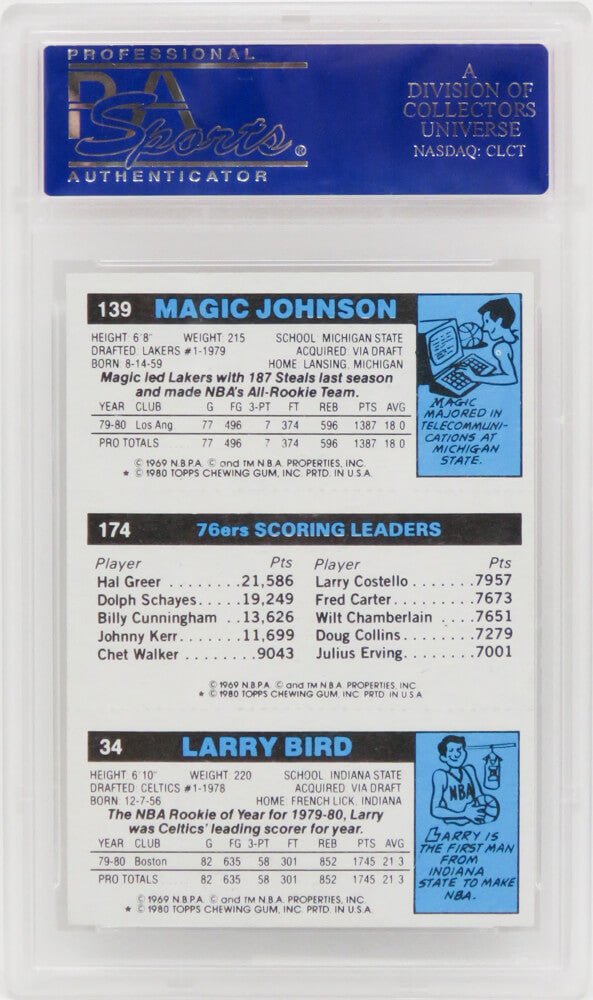 PROFESSIONAL
PSA
Sports®
AUTHENTICATOR
A
DIVISION OF
COLLECTORS
UNIVERSE
NASDAQ: CLCT
139 MAGIC JOHNSON
HEIGHT: 6'8" WEIGHT: 215 SCHOOL: MICHIGAN STATE
DRAFTED: LAKERS #1-1979 ACQUIRED: VIA DRAFT
BORN: 8-14-59 HOME: LANSING, MICHIGAN
Magic led Lakers with 187 Steals last season
and made NBA's All-Rookie Team.
YEAR CLUB G FG 3-PT FT REB PTS AVG
79-80 Los Ang 77 496 7 374 596 1387 18.0
PRO TOTALS 77 496 7 374 596 1387 18.0
© 1969 N.B.P.A. © and TM N.B.A. PROPERTIES, INC.
★ © 1980 TOPPS CHEWING GUM, INC. PRTD. IN U.S.A.
MAGIC
MAJORED IN
TELECOMMUNI-
CATIONS AT
MICHIGAN
STATE.
174 76ers SCORING LEADERS
Player Pts Player Pts
Hal Greer ........21,586 Larry Costello .......7957
Dolph Schayes.....19,249 Fred Carter..........7673
Billy Cunningham ..13,626 Wilt Chamberlain ....7651
Johnny Kerr.......11,699 Doug Collins........7279
Chet Walker .......9043 Julius Erving........7001
© 1969 N.B.P.A. © and TM N.B.A. PROPERTIES, INC.
★ © 1980 TOPPS CHEWING GUM, INC. PRTD. IN U.S.A.
34 LARRY BIRD
HEIGHT: 6'10" WEIGHT: 220 SCHOOL: INDIANA STATE
DRAFTED: CELTICS #1-1978 ACQUIRED: VIA DRAFT
BORN: 12-7-56 HOME: FRENCH LICK, INDIANA
The NBA Rookie of Year for 1979-80, Larry
was Celtics' leading scorer for year.
YEAR CLUB G FG 3-PT FT REB PTS AVG
79-80 Boston 82 635 58 301 852 1745 21.3
PRO TOTALS 82 635 58 301 852 1745 21.3
© 1969 N.B.P.A. © and TM N.B.A. PROPERTIES, INC.
★ © 1980 TOPPS CHEWING GUM, INC. PRTD. IN U.S.A.
NBA
LARRY IS
THE FIRST MAN
FROM
INDIANA
STATE TO MAKE
NBA.